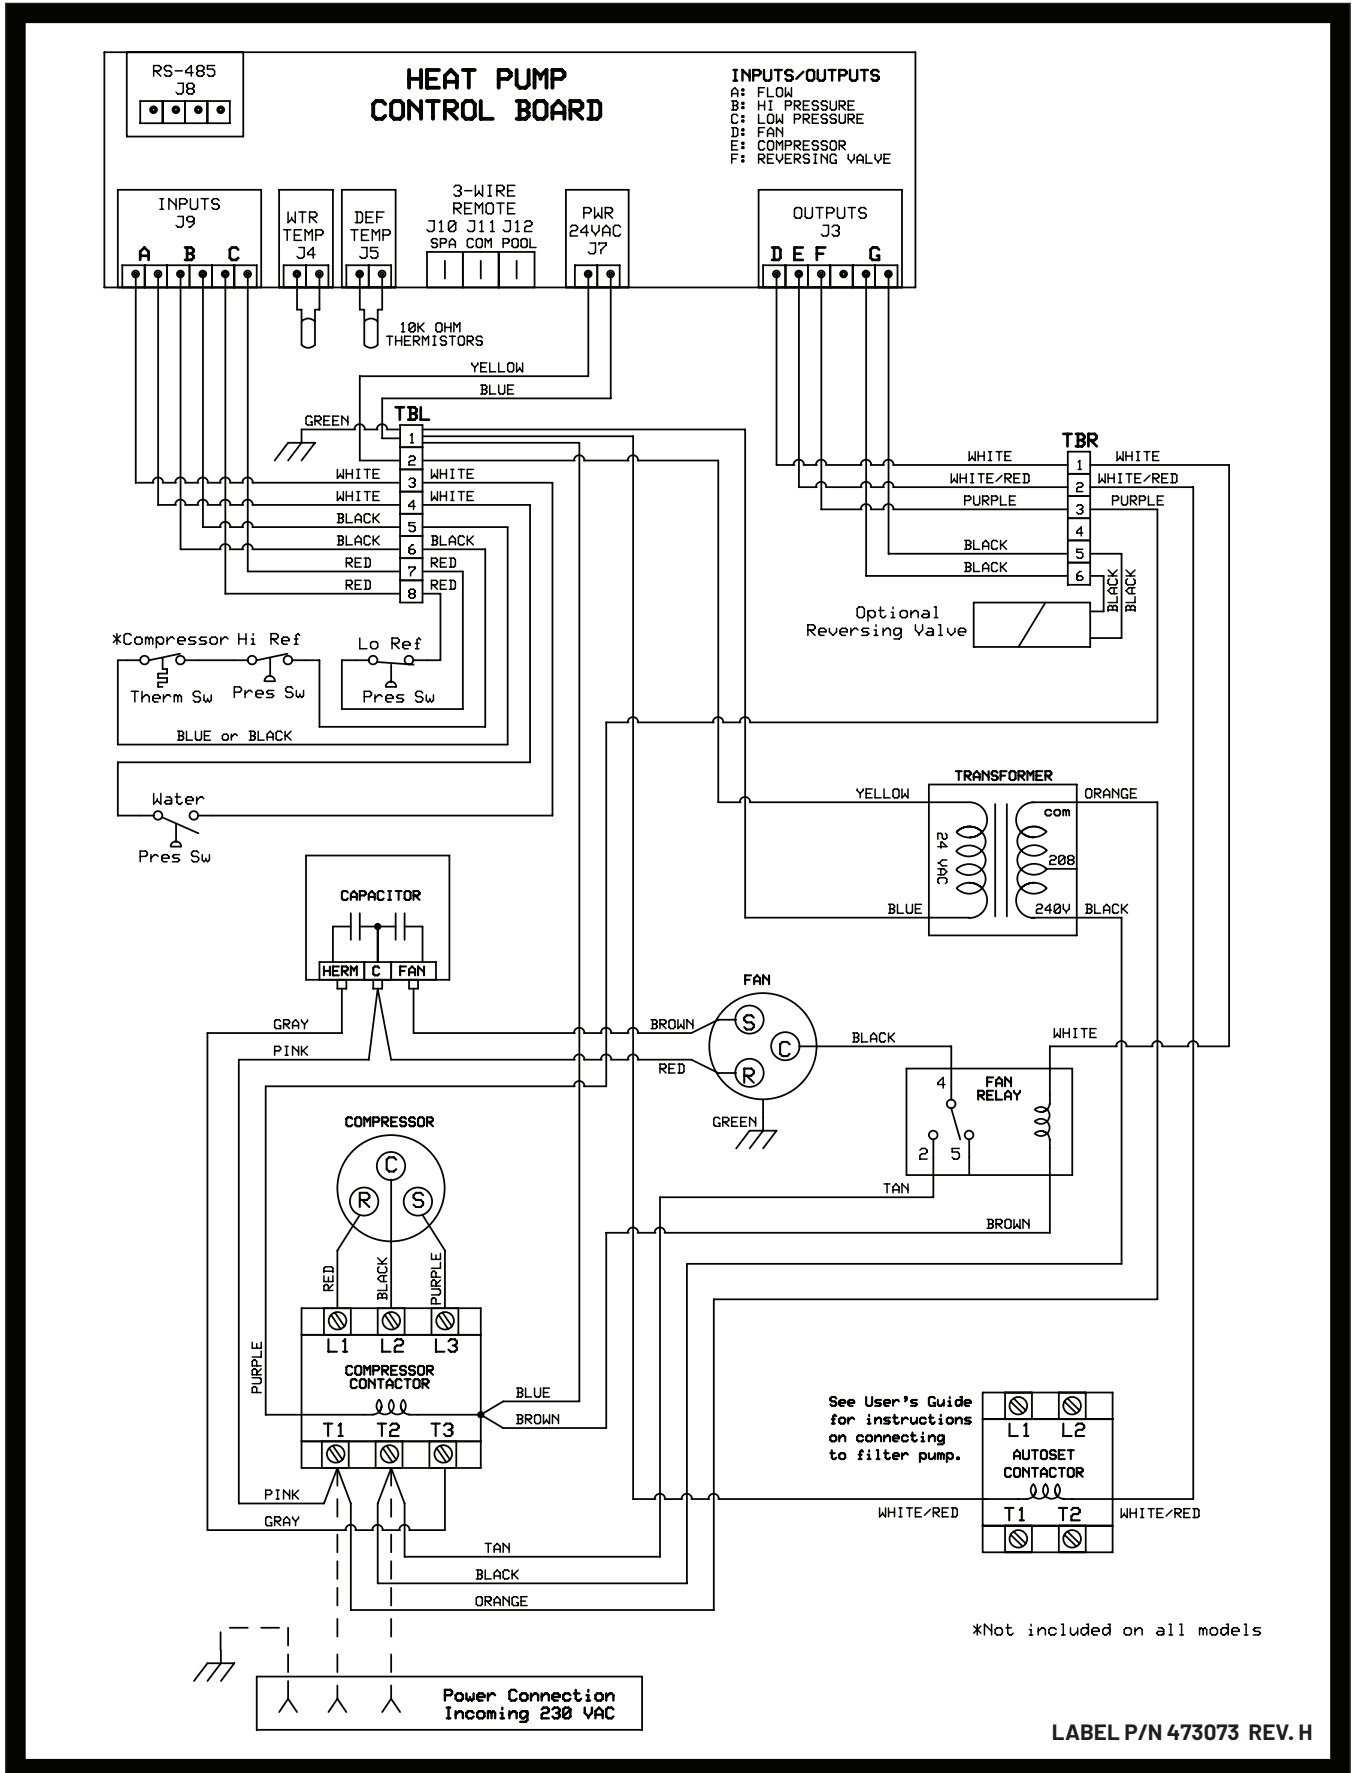 RS-485
J8
HEAT PUMP
CONTROL BOARD
INPUTS/OUTPUTS
A: FLOW
B: HI PRESSURE
C: LOW PRESSURE
D: FAN
E: COMPRESSOR
F: REVERSING VALVE
INPUTS
J9
A B C
WTR
TEMP
J4
DEF
TEMP
J5
3-WIRE
REMOTE
J10 J11 J12
SPA COM POOL
PWR
24VAC
J7
OUTPUTS
J3
D E F G
10K OHM
THERMISTORS
YELLOW
BLUE
GREEN
TBL
1
2
WHITE 3 WHITE
WHITE 4 WHITE
BLACK 5
BLACK 6 BLACK
RED 7 RED
RED 8 RED
TBR
WHITE 1 WHITE
WHITE/RED 2 WHITE/RED
PURPLE 3 PURPLE
4
BLACK 5
BLACK 6
BLACK
BLACK
Optional
Reversing Valve
*Compressor Hi Ref
Therm Sw Pres Sw
Lo Ref
Pres Sw
BLUE or BLACK
Water
Pres Sw
TRANSFORMER
YELLOW
ORANGE
com
24 VAC
208
BLUE
240V
BLACK
CAPACITOR
HERM C FAN
FAN
GRAY
BROWN
S
C
R
BLACK
WHITE
PINK
RED
4
FAN
RELAY
GREEN
2
5
COMPRESSOR
C
R
S
TAN
BROWN
RED
BLACK
PURPLE
L1 L2 L3
PURPLE
COMPRESSOR
CONTACTOR
BLUE
BROWN
T1 T2 T3
See User's Guide
for instructions
on connecting
to filter pump.
L1 L2
AUTOSET
CONTACTOR
T1 T2
WHITE/RED
WHITE/RED
PINK
GRAY
TAN
BLACK
ORANGE
*Not included on all models
Power Connection
Incoming 230 VAC
LABEL P/N 473073 REV. H